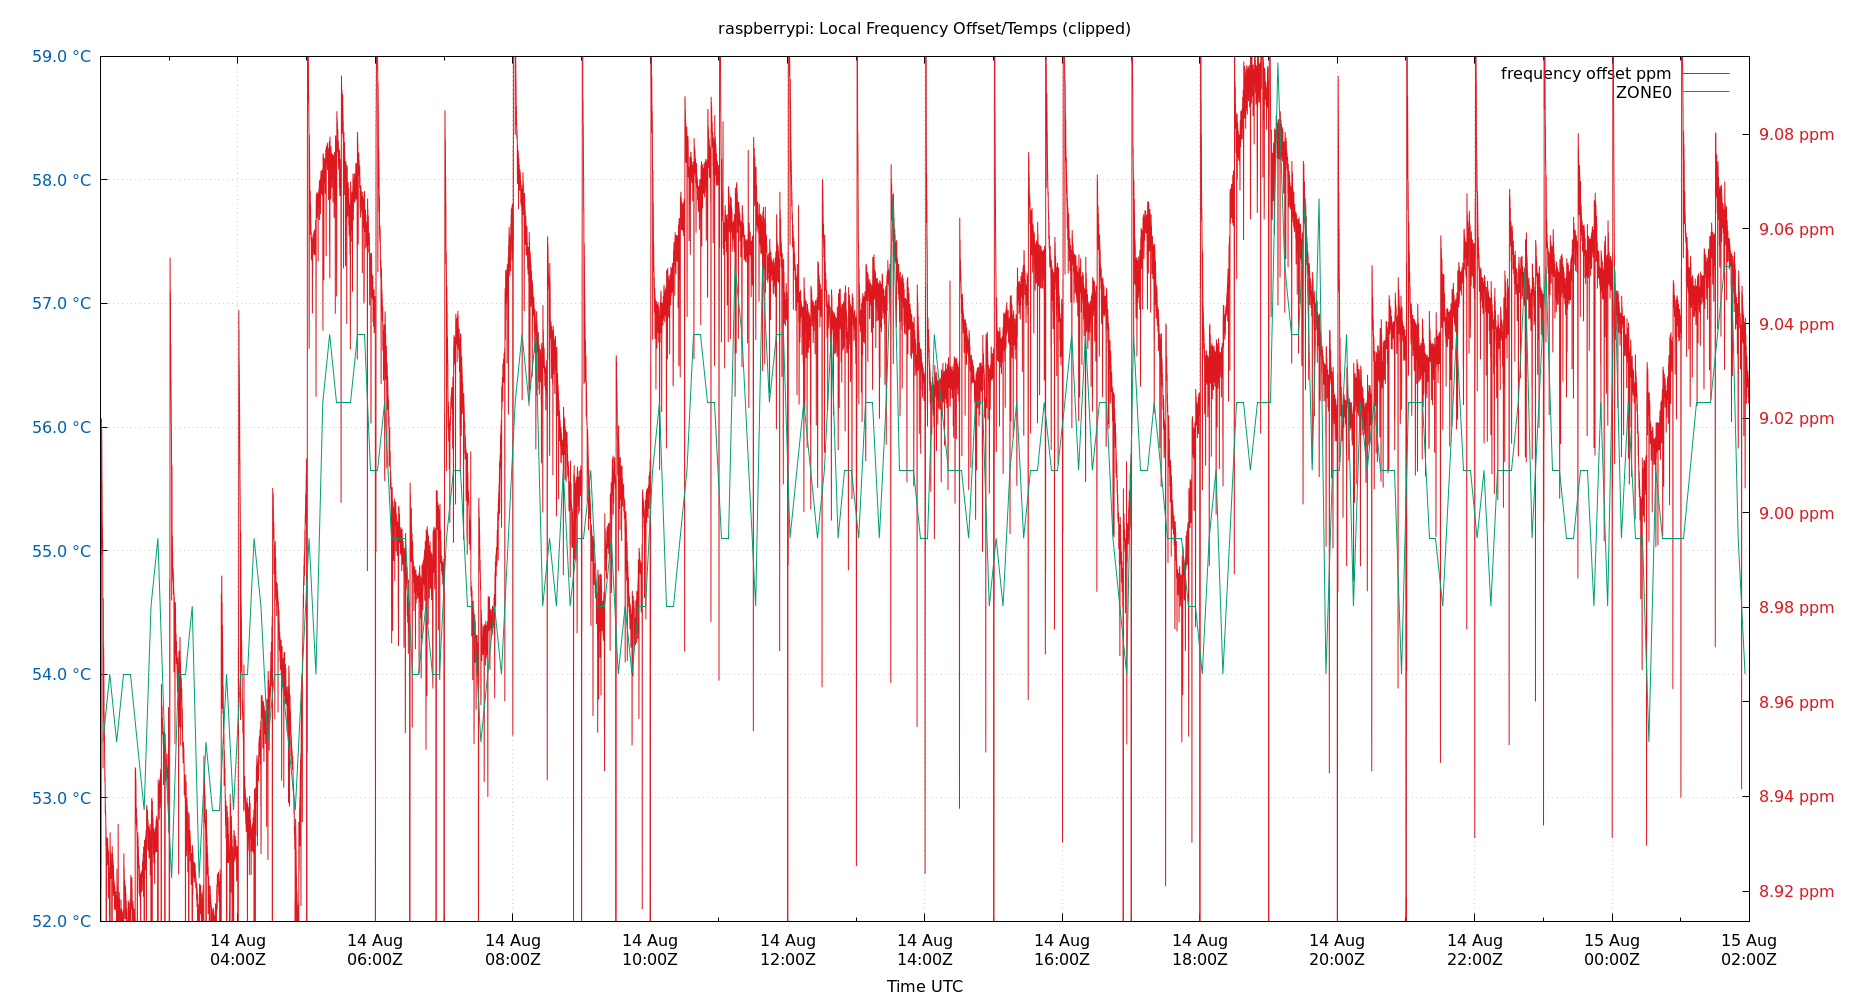 raspberrypi: Local Frequency Offset/Temps (clipped)
frequency offset ppm
ZONE0
59.0 °C
58.0 °C
57.0 °C
56.0 °C
55.0 °C
54.0 °C
53.0 °C
52.0 °C
9.08 ppm
9.06 ppm
9.04 ppm
9.02 ppm
9.00 ppm
8.98 ppm
8.96 ppm
8.94 ppm
8.92 ppm
14 Aug
04:00Z
14 Aug
06:00Z
14 Aug
08:00Z
14 Aug
10:00Z
14 Aug
12:00Z
14 Aug
14:00Z
14 Aug
16:00Z
14 Aug
18:00Z
14 Aug
20:00Z
14 Aug
22:00Z
15 Aug
00:00Z
15 Aug
02:00Z
Time UTC